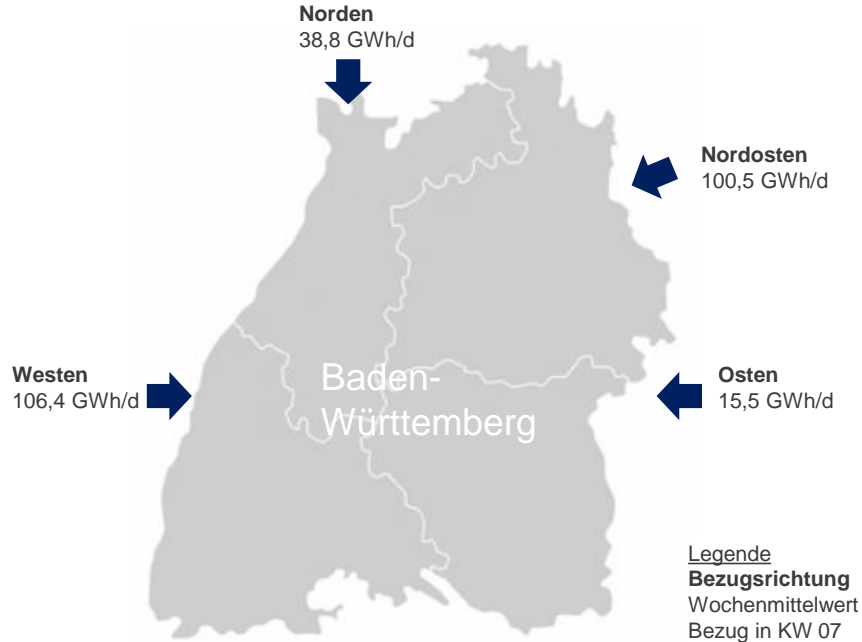 Norden
38,8 GWh/d
Nordosten
100,5 GWh/d
Westen
106,4 GWh/d
Baden-
Württemberg
Osten
15,5 GWh/d
Legende
Bezugsrichtung
Wochenmittelwert
Bezug in KW 07